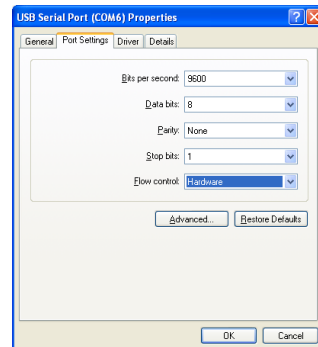 USB Serial Port (COM6) Properties
General Port Settings Driver Details
Bits per second: 9600
Data bits: 8
Parity: None
Stop bits: 1
Flow control: Hardware
Advanced... Restore Defaults
OK Cancel